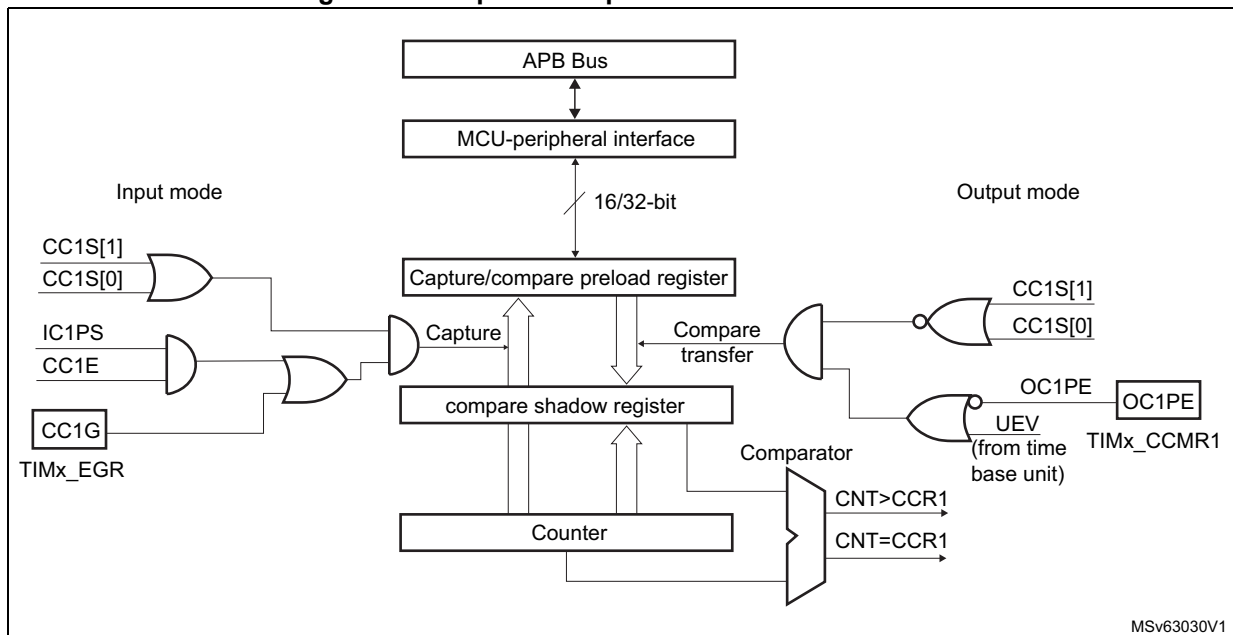 APB Bus
MCU-peripheral interface
Input mode
16/32-bit
Output mode
CC1S[1]
CC1S[0]
Capture/compare preload register
CC1S[1]
CC1S[0]
IC1PS
CC1E
Capture
Compare
transfer
CC1G
TIMx_EGR
compare shadow register
OC1PE
OC1PE
UEV
(from time
base unit)
TIMx_CCMR1
Comparator
CNT>CCR1
Counter
CNT=CCR1
MSv63030V1